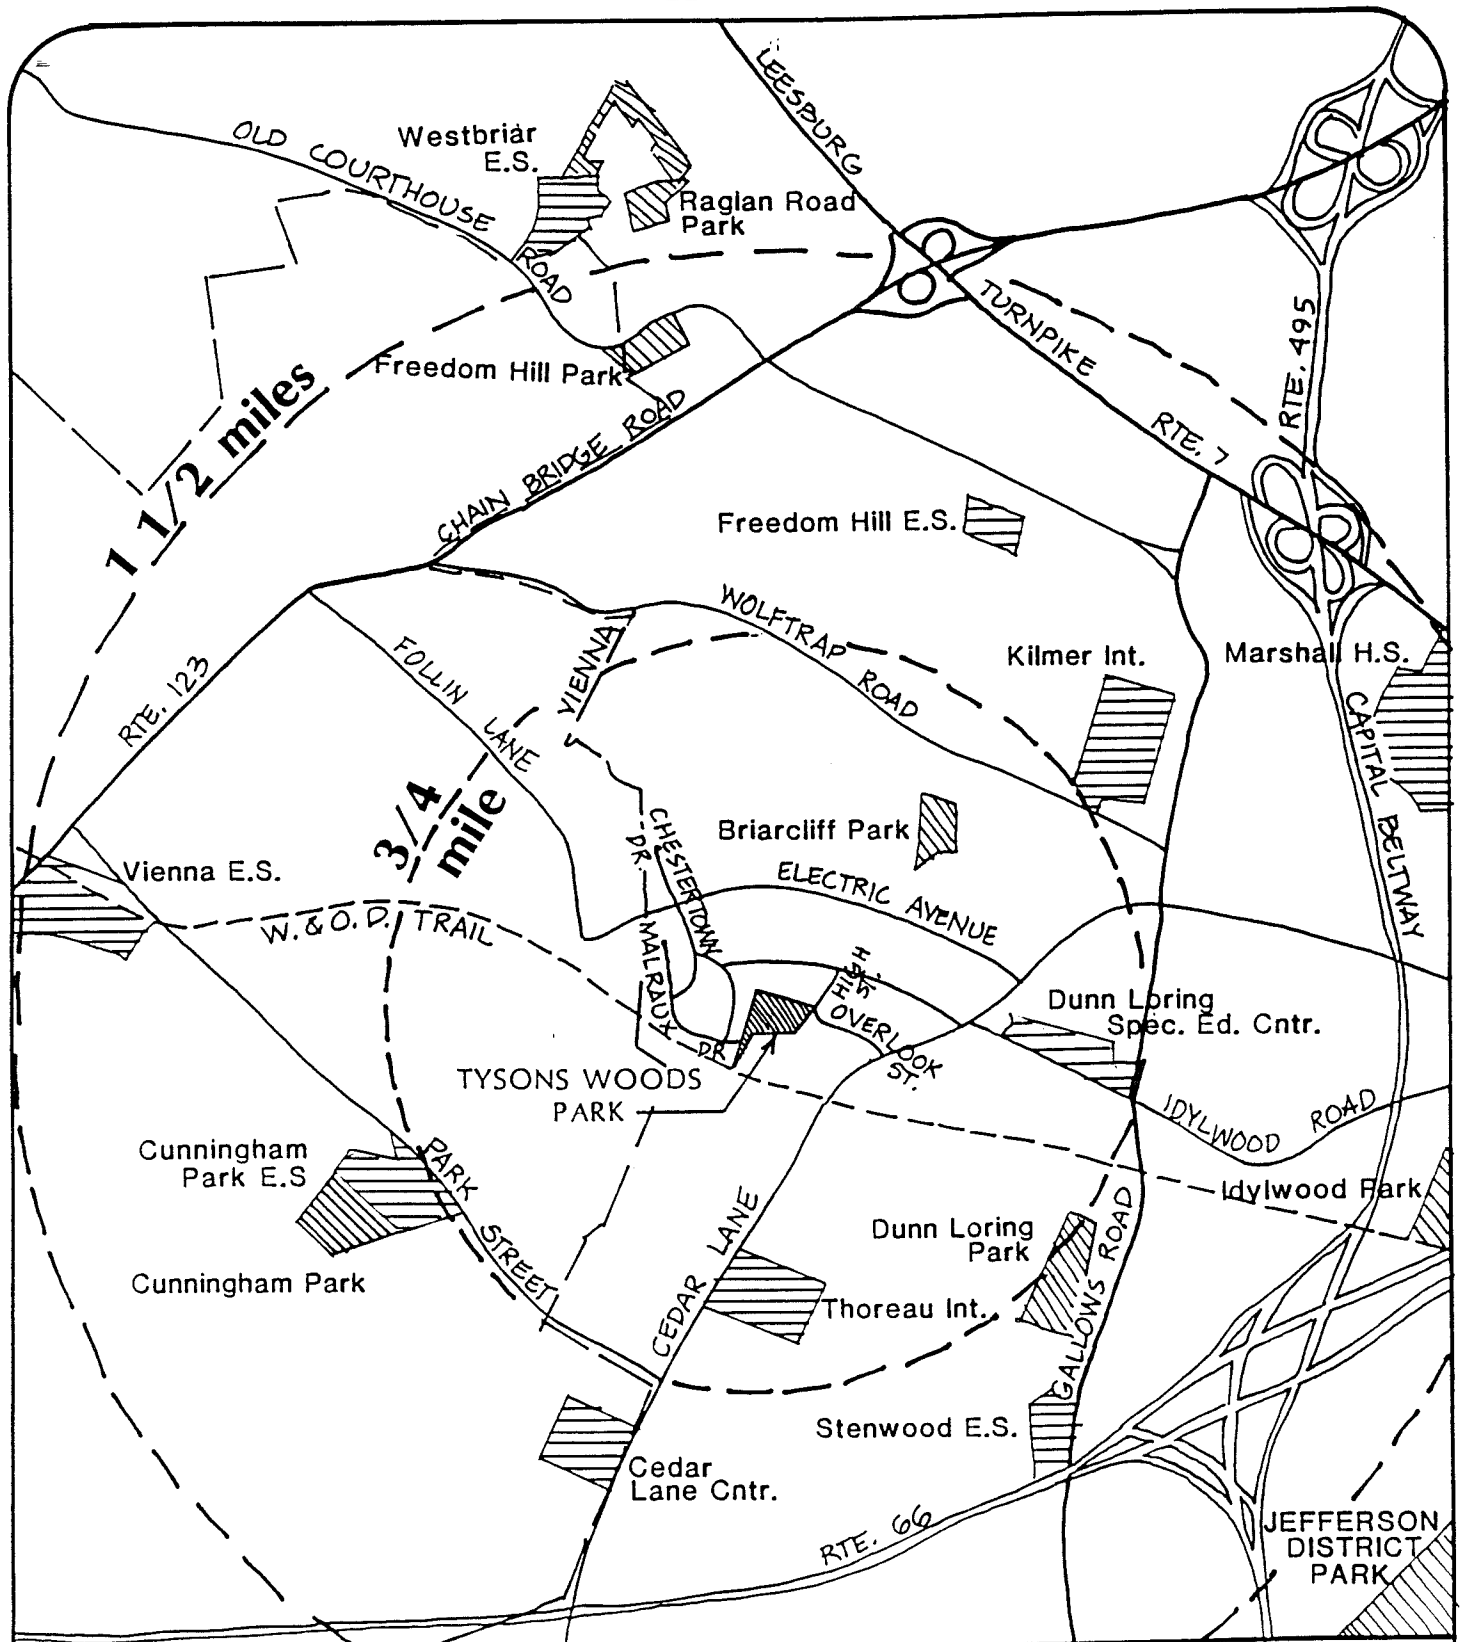 LEESBURG
OLD COURTHOUSE
ROAD
Westbriar
E.S.
Raglan Road
Park
TURNPIKE
RTE. 495
Freedom Hill Park
1 1/2 miles
CHAIN BRIDGE ROAD
RTE. 7
Freedom Hill E.S.
WOLFTRAP
ROAD
VIENNA
FOLLIN
LANE
RTE. 123
Kilmer Int.
Marshall H.S.
CAPITAL BELTWAY
3/4
mile
CHESTERTOWN
DR.
Briarcliff Park
ELECTRIC AVENUE
Vienna E.S.
W. & O.D. TRAIL
MALRAUX
DR.
HIGH
ST.
OVERLOOK
ST.
Dunn Loring
Spec. Ed. Cntr.
TYSONS WOODS
PARK
IDYLWOOD ROAD
Cunningham
Park E.S
PARK
STREET
Cunningham Park
Idylwood Park
Dunn Loring
Park
GALLOWS ROAD
CEDAR LANE
Thoreau Int.
Stenwood E.S.
Cedar
Lane Cntr.
RTE. 66
JEFFERSON
DISTRICT
PARK